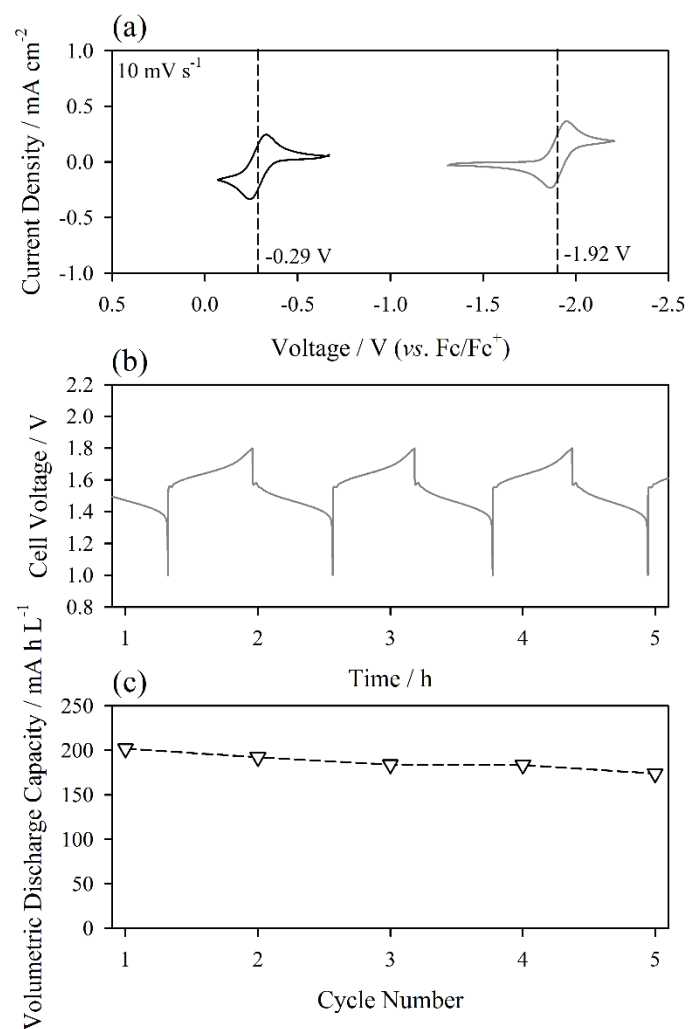 (a)
Current Density / mA cm⁻²
1.0
0.5
0.0
-0.5
-1.0
10 mV s⁻¹
-0.29 V
-1.92 V
0.5 0.0 -0.5 -1.0 -1.5 -2.0 -2.5
Voltage / V (vs. Fc/Fc⁺)
(b)
Cell Voltage / V
2.2
2.0
1.8
1.6
1.4
1.2
1.0
0.8
1 2 3 4 5
Time / h
(c)
Volumetric Discharge Capacity / mA h L⁻¹
250
200
150
100
50
0
1 2 3 4 5
Cycle Number